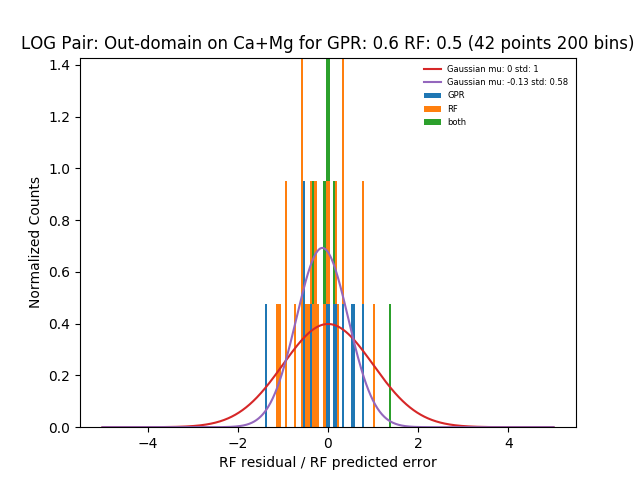 LOG Pair: Out-domain on Ca+Mg for GPR: 0.6 RF: 0.5 (42 points 200 bins)
Gaussian mu: 0 std: 1
Gaussian mu: -0.13 std: 0.58
GPR
RF
both
Normalized Counts
1.4
1.2
1.0
0.8
0.6
0.4
0.2
0.0
−4 −2 0 2 4
RF residual / RF predicted error